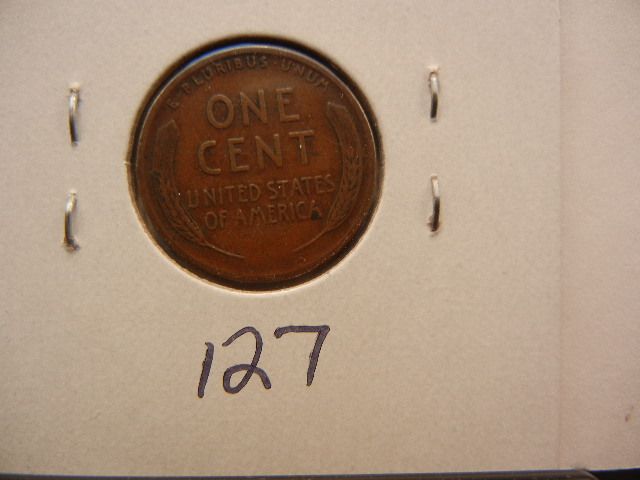 E·PLURIBUS·UNUM
ONE
CENT
UNITED STATES
OF AMERICA
127